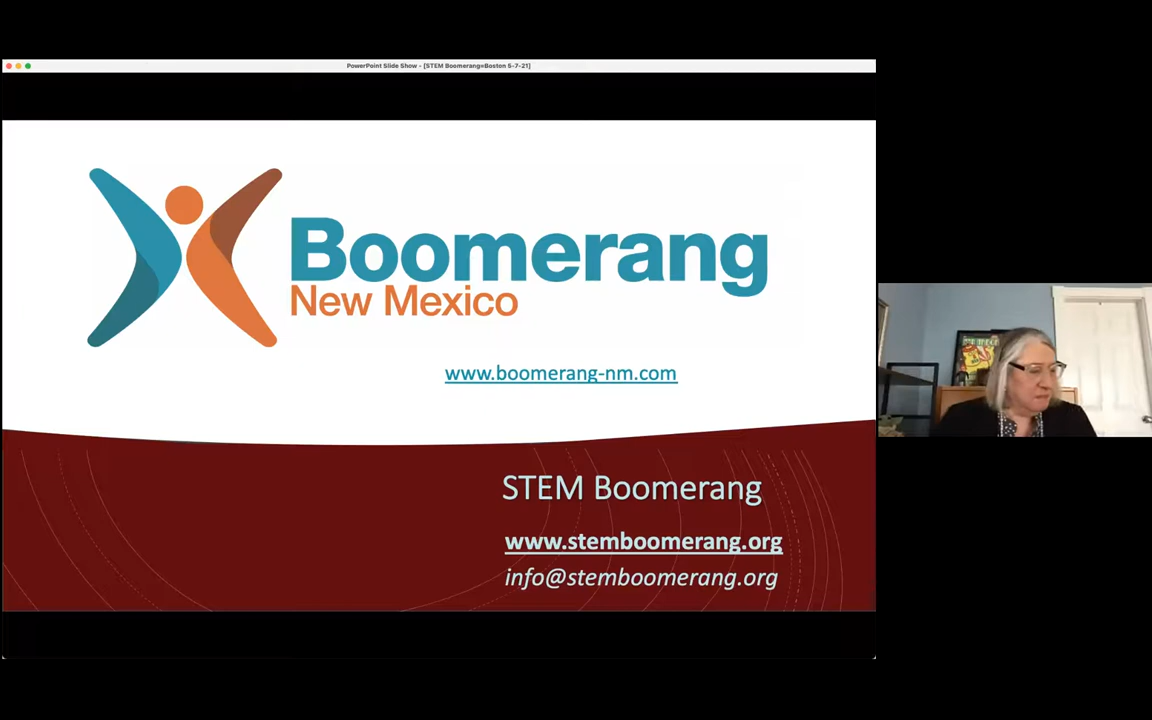 PowerPoint Slide Show - [STEM Boomerang=Boston 5-7-21]
Boomerang
New Mexico
www.boomerang-nm.com
STEM Boomerang
www.stemboomerang.org
info@stemboomerang.org